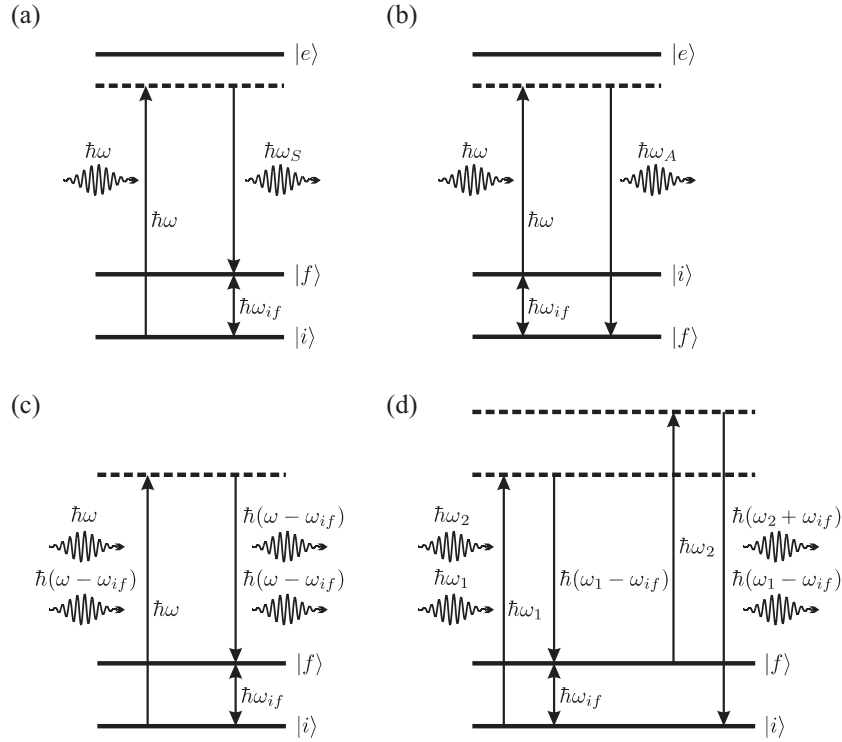 (a)
|e⟩
ħω
ħω_S
ħω
|f⟩
ħω_{if}
|i⟩
(b)
|e⟩
ħω
ħω_A
ħω
|i⟩
ħω_{if}
|f⟩
(c)
ħω
ħ(ω − ω_{if})
ħ(ω − ω_{if})
ħ(ω − ω_{if})
ħω
|f⟩
ħω_{if}
|i⟩
(d)
ħω_2
ħ(ω_2 + ω_{if})
ħω_2
ħω_1
ħ(ω_1 − ω_{if})
ħ(ω_1 − ω_{if})
ħω_1
|f⟩
ħω_{if}
|i⟩